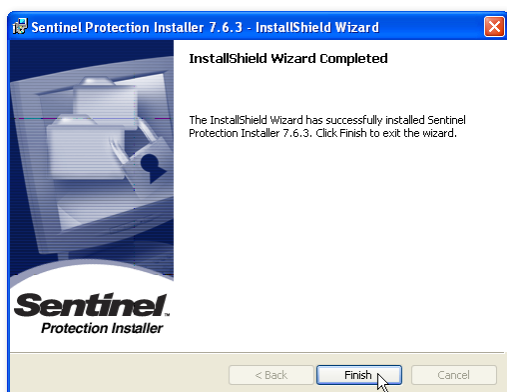 Sentinel Protection Installer 7.6.3 - InstallShield Wizard
InstallShield Wizard Completed
The InstallShield Wizard has successfully installed Sentinel
Protection Installer 7.6.3. Click Finish to exit the wizard.
Sentinel™
Protection Installer
< Back
Finish
Cancel